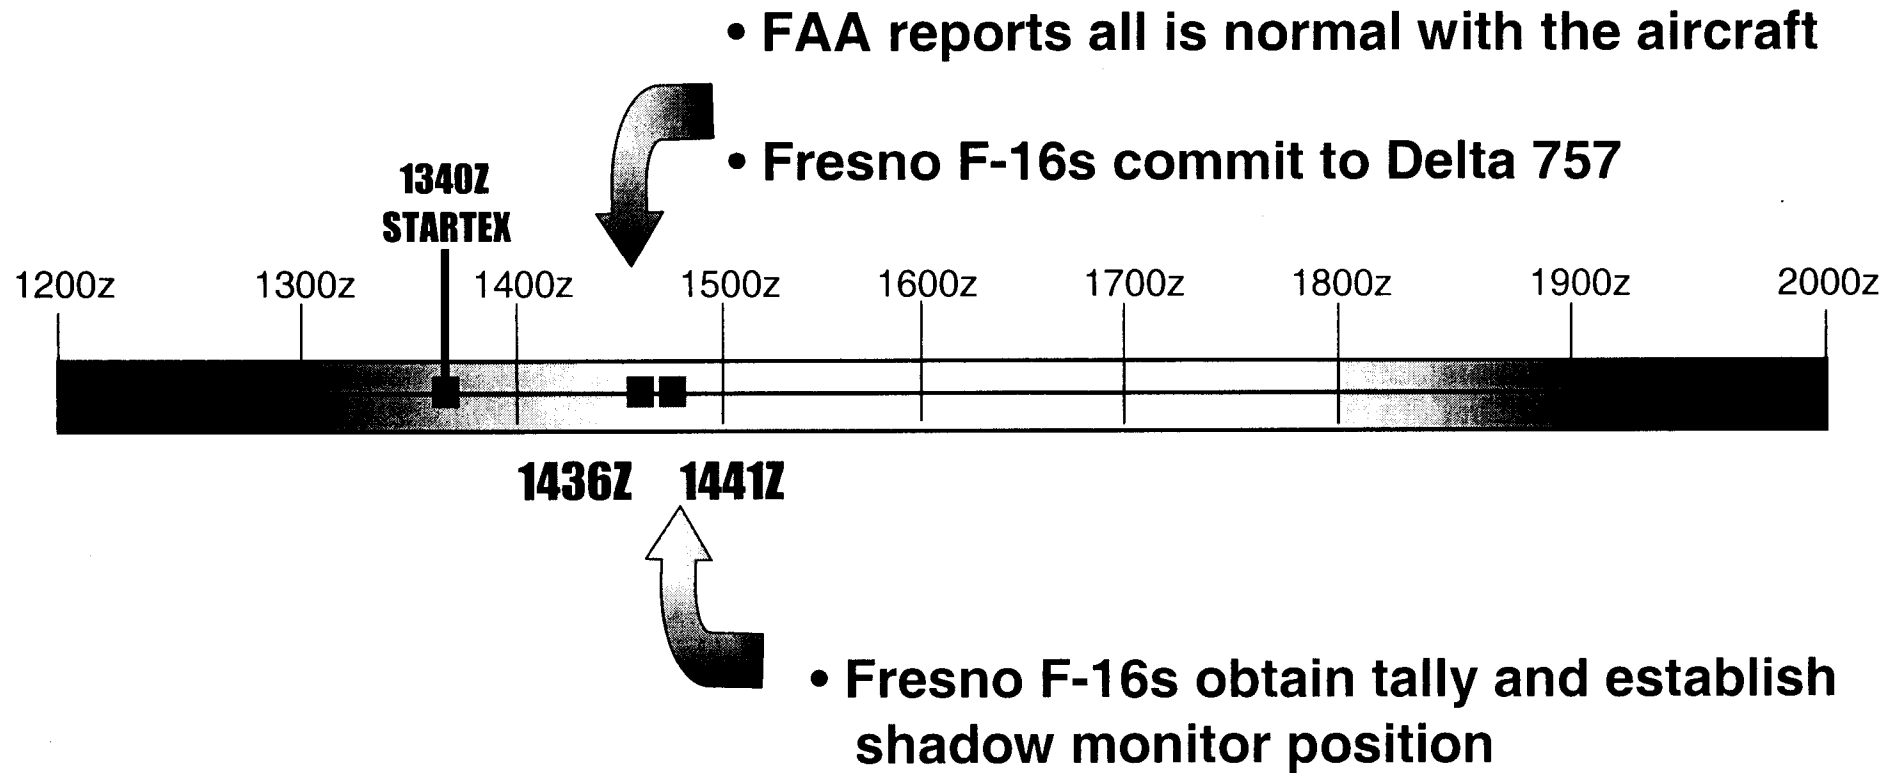 • FAA reports all is normal with the aircraft
• Fresno F-16s commit to Delta 757
1340Z
STARTEX
1200z 1300z 1400z 1500z 1600z 1700z 1800z 1900z 2000z
1436Z 1441Z
• Fresno F-16s obtain tally and establish
shadow monitor position